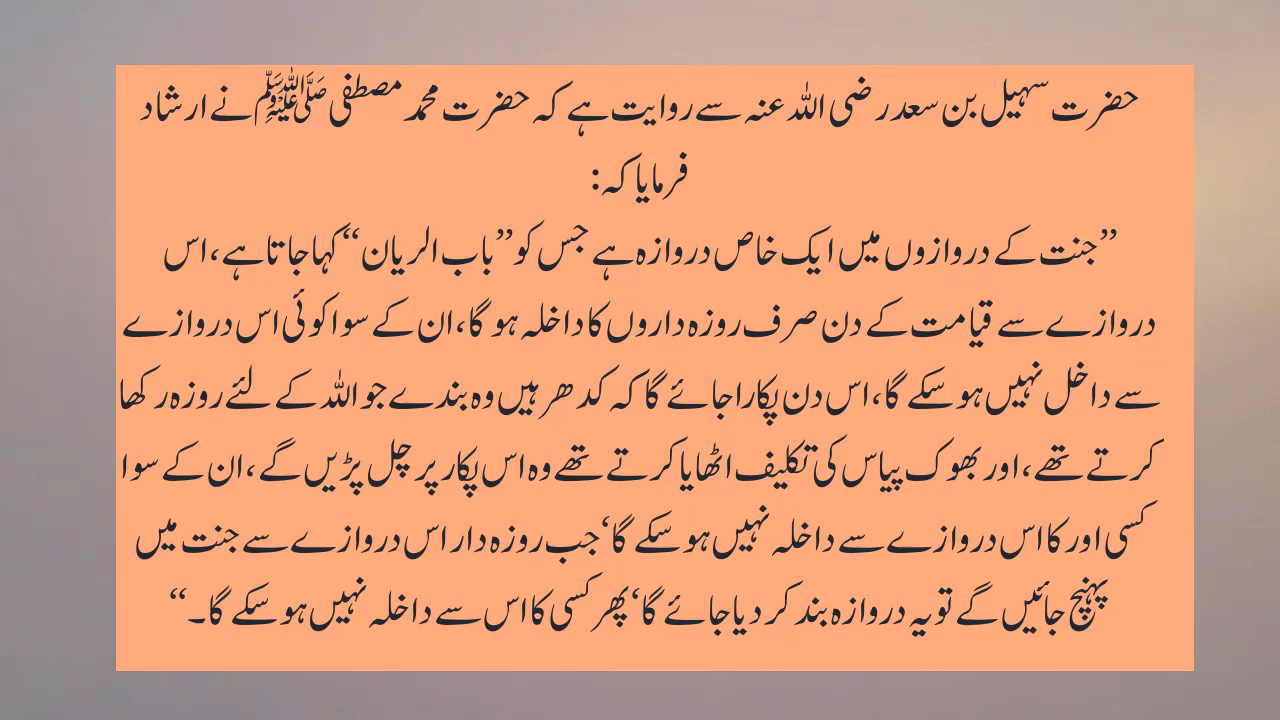 حضرت سہیل بن سعد رضی اللہ عنہ سے روایت ہے کہ حضرت محمد مصطفی ﷺ نے ارشاد
فرمایا کہ:
”جنت کے دروازوں میں ایک خاص دروازہ ہے جس کو ”باب الریان“ کہا جاتا ہے، اس
دروازے سے قیامت کے دن صرف روزہ داروں کا داخلہ ہو گا، ان کے سوا کوئی اس دروازے
سے داخل نہیں ہو سکے گا، اس دن پکارا جائے گا کہ کدھر ہیں وہ بندے جو اللہ کے لئے روزہ رکھا
کرتے تھے، اور بھوک پیاس کی تکلیف اٹھایا کرتے تھے وہ اس پکار پر چل پڑیں گے، ان کے سوا
کسی اور کا اس دروازے سے داخلہ نہیں ہو سکے گا‘ جب روزہ دار اس دروازے سے جنت میں
پہنچ جائیں گے تو یہ دروازہ بند کر دیا جائے گا‘ پھر کسی کا اس سے داخلہ نہیں ہو سکے گا۔“